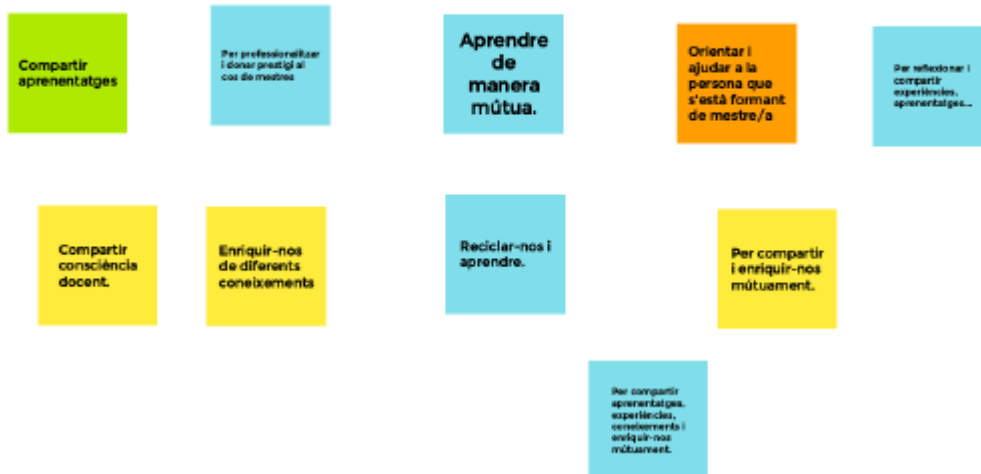 Compartir
aprenentatges
Per professionalitzar
i donar prestigi al
cos de mestres
Aprendre
de
manera
mútua.
Orientar i
ajudar a la
persona que
s'està formant
de mestre/a
Per reflexionar i
compartir
experiències,
aprenentatges...
Compartir
consciència
docent.
Enriquir-nos
de diferents
coneixements
Reciclar-nos i
aprendre.
Per compartir
i enriquir-nos
mútuament.
Per compartir
aprenentatges,
experiències,
coneixements i
enriquir-nos
mútuament.